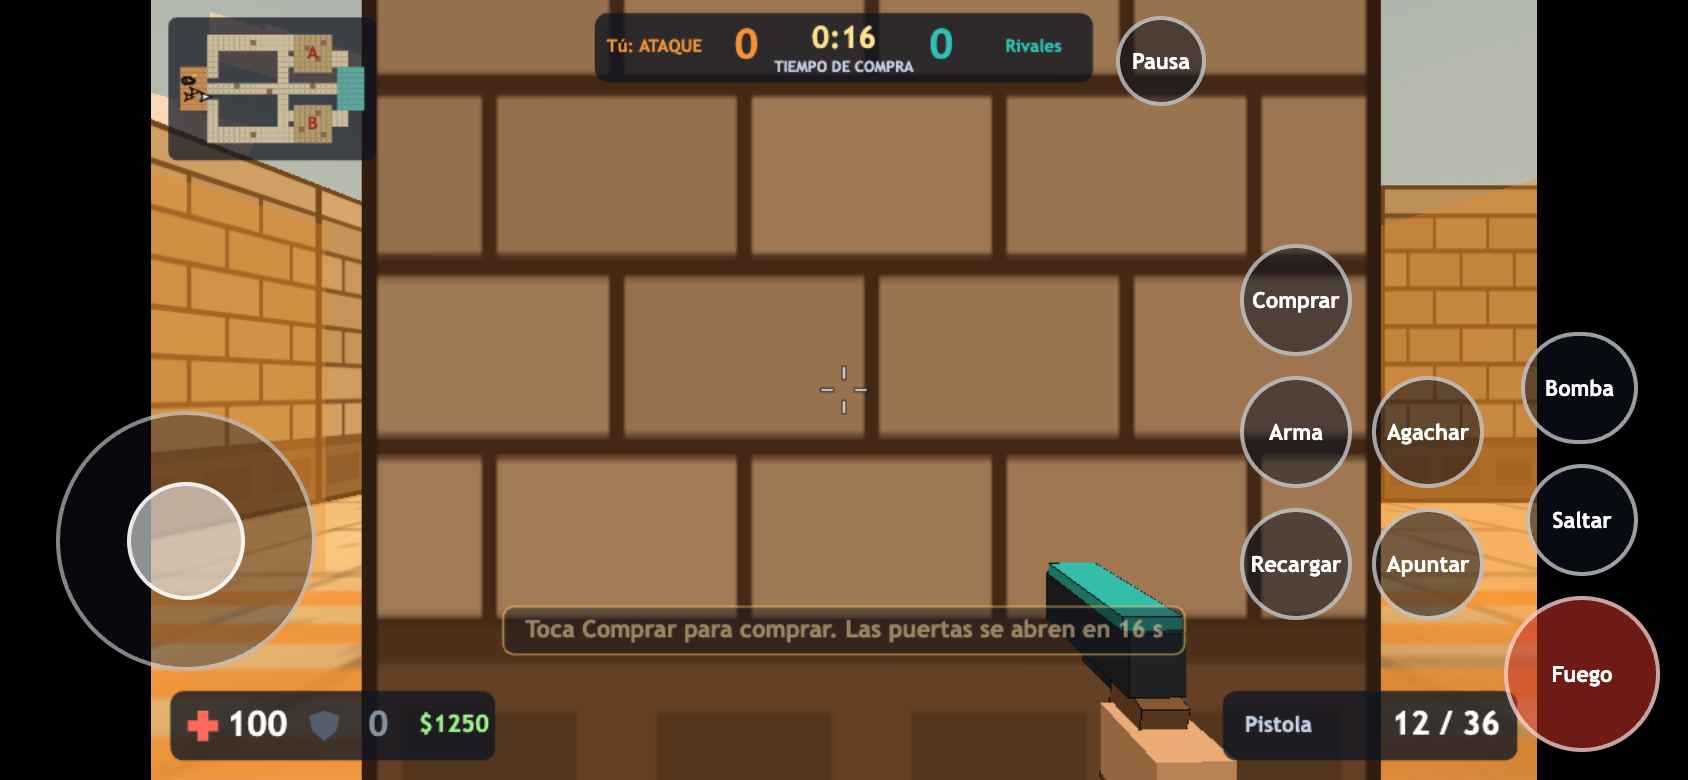 A
B
Tú: ATAQUE
0
0:16
TIEMPO DE COMPRA
0
Rivales
Pausa
Comprar
Bomba
Arma
Agachar
Saltar
Recargar
Apuntar
Toca Comprar para comprar. Las puertas se abren en 16 s
Fuego
100
0
$1250
Pistola
12 / 36